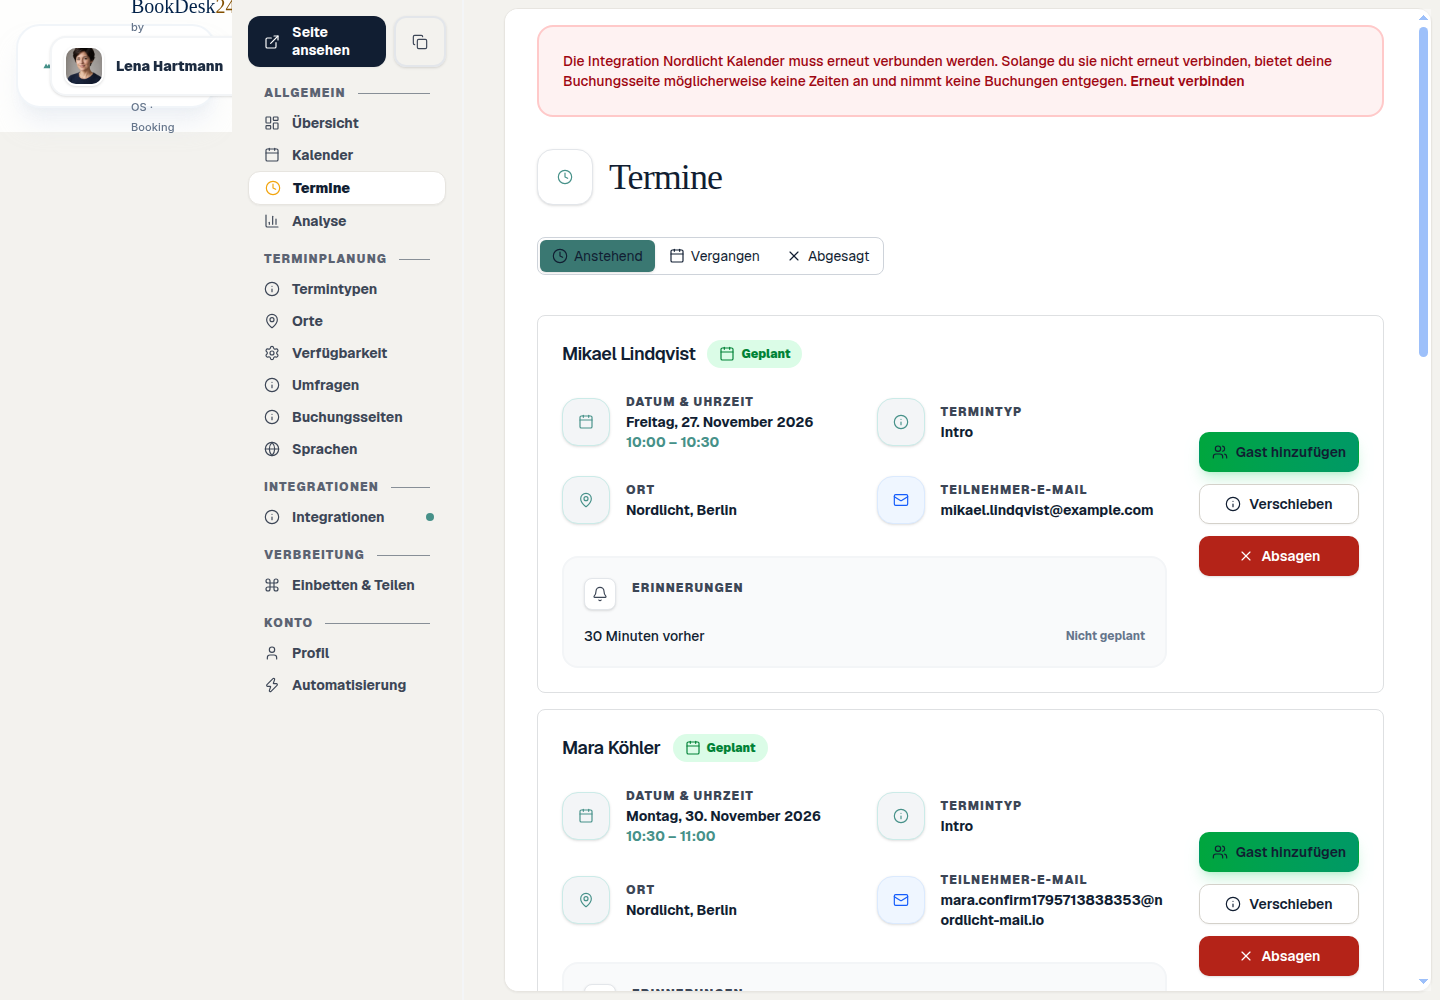 BookDesk24
by
Lena Hartmann
OS ·
Booking
Seite
ansehen
ALLGEMEIN
Übersicht
Kalender
Termine
Analyse
TERMINPLANUNG
Termintypen
Orte
Verfügbarkeit
Umfragen
Buchungsseiten
Sprachen
INTEGRATIONEN
Integrationen
VERBREITUNG
Einbetten & Teilen
KONTO
Profil
Automatisierung
Die Integration Nordlicht Kalender muss erneut verbunden werden. Solange du sie nicht erneut verbinden, bietet deine
Buchungsseite möglicherweise keine Zeiten an und nimmt keine Buchungen entgegen. Erneut verbinden
Termine
Anstehend
Vergangen
Abgesagt
Mikael Lindqvist
Geplant
DATUM & UHRZEIT
Freitag, 27. November 2026
10:00 – 10:30
TERMINTYP
Intro
ORT
Nordlicht, Berlin
TEILNEHMER-E-MAIL
mikael.lindqvist@example.com
Gast hinzufügen
Verschieben
Absagen
ERINNERUNGEN
30 Minuten vorher
Nicht geplant
Mara Köhler
Geplant
DATUM & UHRZEIT
Montag, 30. November 2026
10:30 – 11:00
TERMINTYP
Intro
ORT
Nordlicht, Berlin
TEILNEHMER-E-MAIL
mara.confirm1795713838353@n
ordlicht-mail.io
Gast hinzufügen
Verschieben
Absagen
ERINNERUNGEN